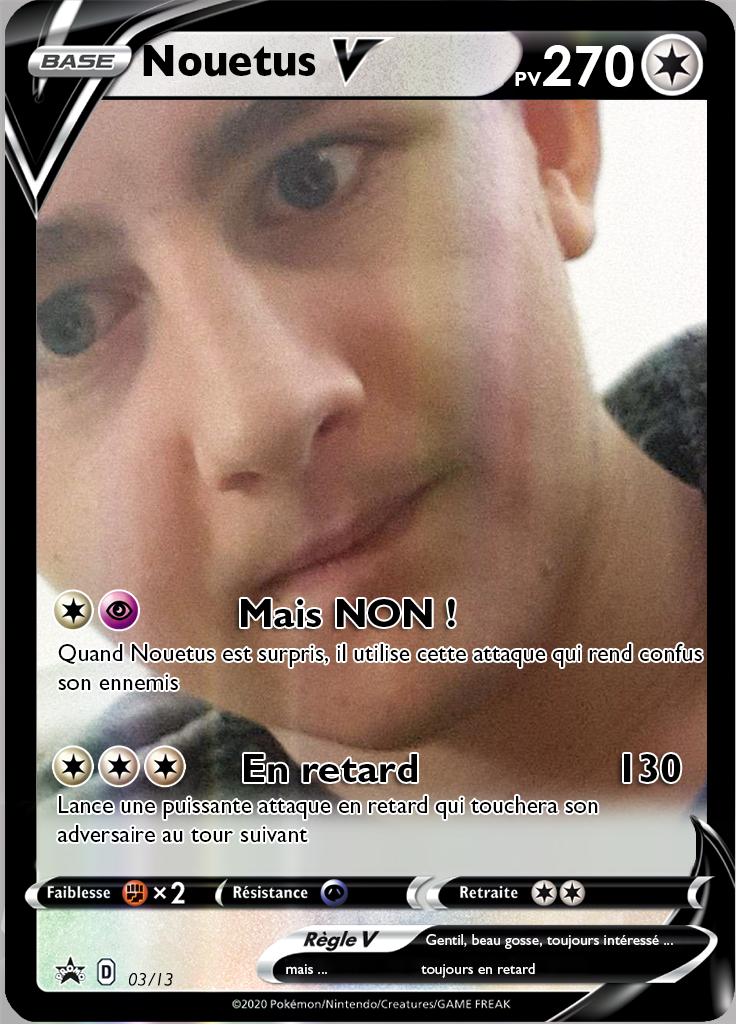 BASE Nouetus V PV270
Mais NON !
Quand Nouetus est surpris, il utilise cette attaque qui rend confus
son ennemis
En retard 130
Lance une puissante attaque en retard qui touchera son
adversaire au tour suivant
Faiblesse ×2 Résistance Retraite
Règle V Gentil, beau gosse, toujours intéressé ...
mais ... toujours en retard
PROMO D 03/13
©2020 Pokémon/Nintendo/Creatures/GAME FREAK